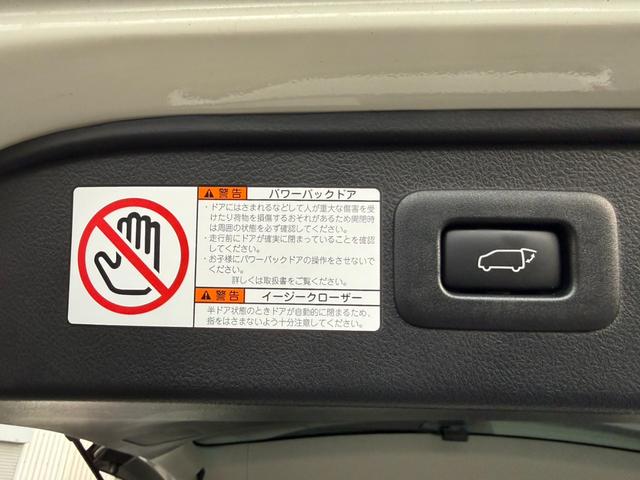 警告 パワーバックドア
・ドアにはさまれるなどして人が重大な傷害を受
けたり荷物を損傷するおそれがあるため開閉時
は周囲の状態を必ず確認してください。
・走行前にドアが確実に閉まっていることを確認
してください。
・お子様にパワーバックドアの操作をさせないで
ください。
詳しくは取扱書をご覧ください。
警告 イージークローザー
半ドア状態のときドアが自動的に閉まるため、
指をはさまないよう十分注意してください。